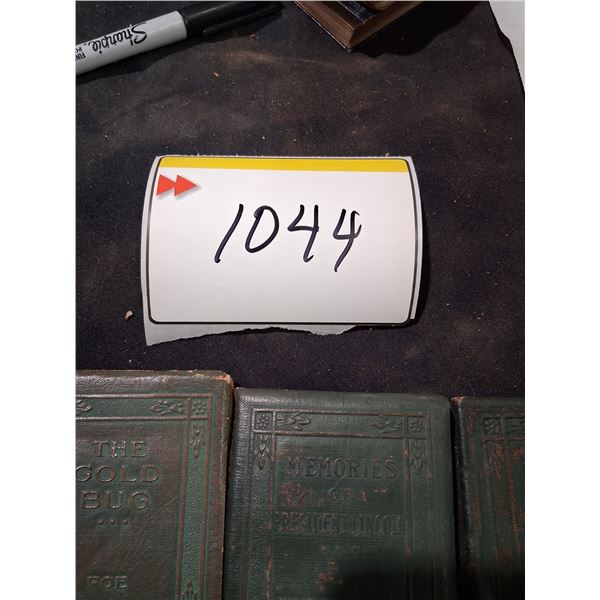 Sharpie
1044
THE
GOLD
BUG
POE
MEMORIES
OF
PRESIDENT LINCOLN